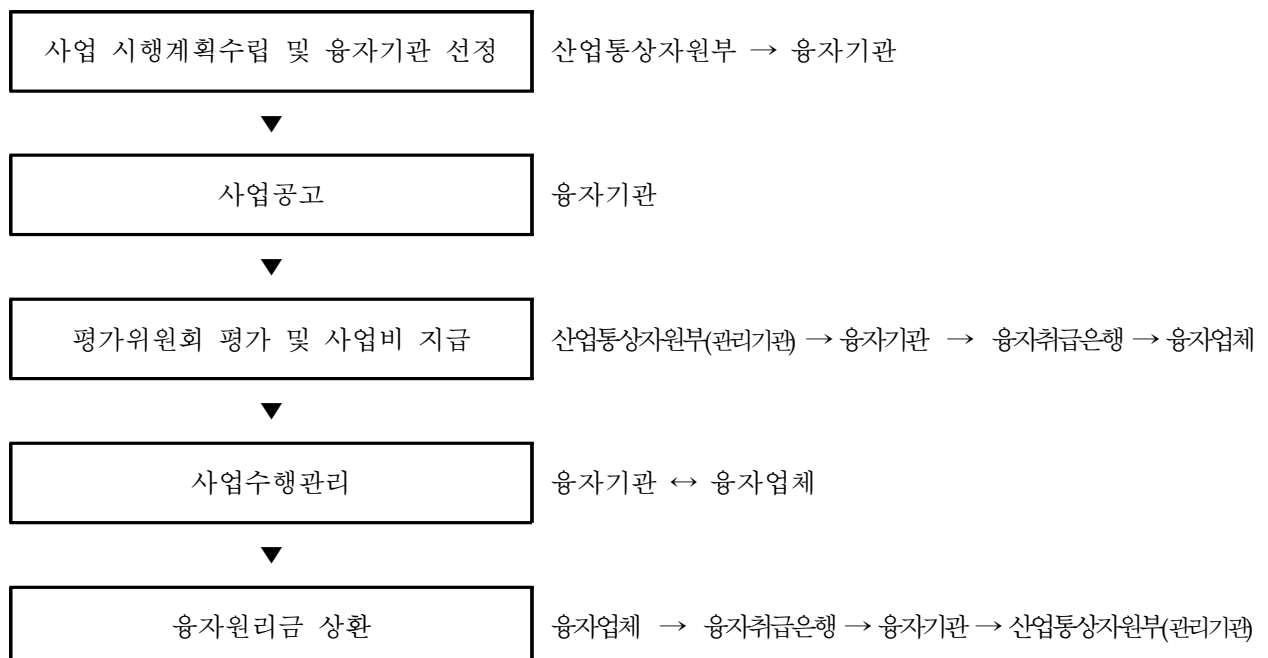 사업 시행계획수립 및 융자기관 선정 산업통상자원부 → 융자기관
▼
사업공고 융자기관
▼
평가위원회 평가 및 사업비 지급 산업통상자원부(관리기관) → 융자기관 → 융자취급은행 → 융자업체
▼
사업수행관리 융자기관 ↔ 융자업체
▼
융자원리금 상환 융자업체 → 융자취급은행 → 융자기관 → 산업통상자원부(관리기관)